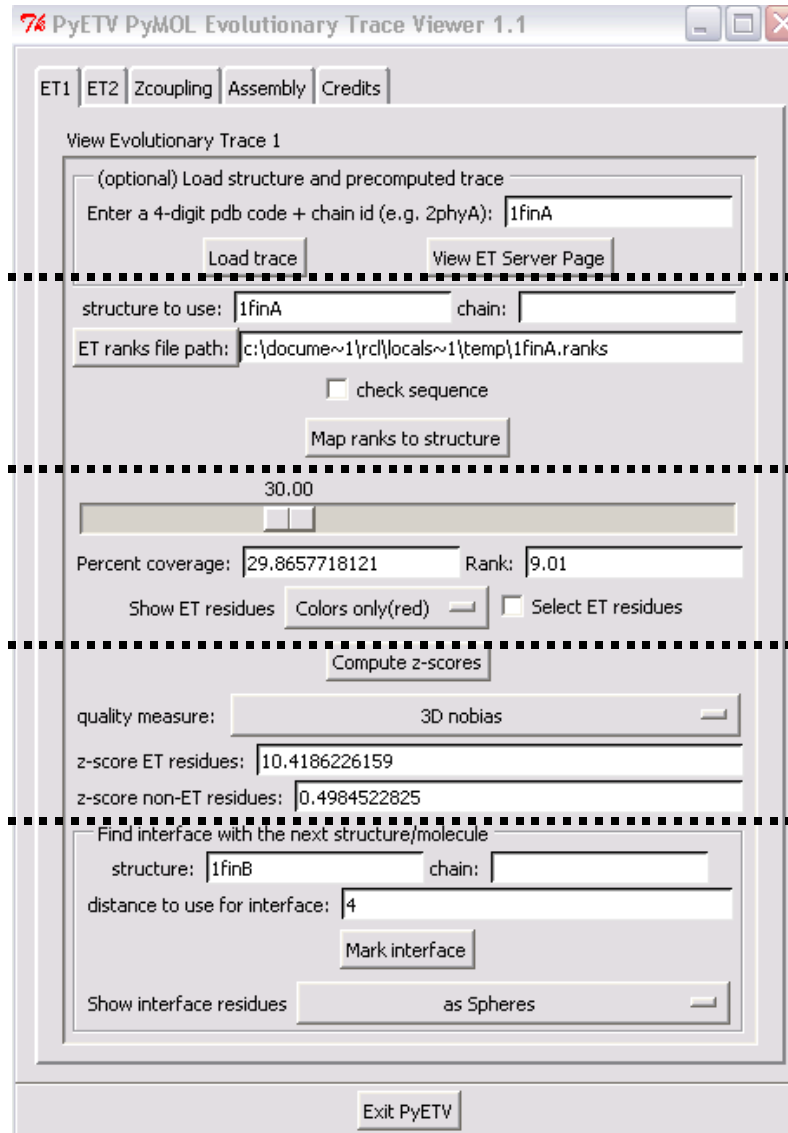 PyETV PyMOL Evolutionary Trace Viewer 1.1
ET1 ET2 Zcoupling Assembly Credits
View Evolutionary Trace 1
(optional) Load structure and precomputed trace
Enter a 4-digit pdb code + chain id (e.g. 2phyA): 1finA
Load trace View ET Server Page
structure to use: 1finA chain:
ET ranks file path: c:\docume~1\rcl\locals~1\temp\1finA.ranks
check sequence
Map ranks to structure
30.00
Percent coverage: 29.8657718121 Rank: 9.01
Show ET residues Colors only(red) Select ET residues
Compute z-scores
quality measure: 3D nobias
z-score ET residues: 10.4186226159
z-score non-ET residues: 0.4984522825
Find interface with the next structure/molecule
structure: 1finB chain:
distance to use for interface: 4
Mark interface
Show interface residues as Spheres
Exit PyETV